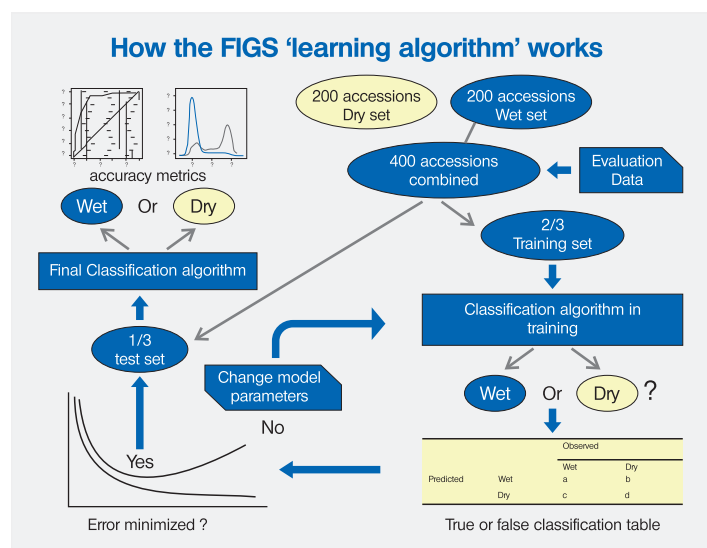 How the FIGS ‘learning algorithm’ works
200 accessions
Dry set
200 accessions
Wet set
400 accessions
combined
Evaluation
Data
? ? ? ? ? ? ? ?
? ? ? ? ? ? ? ?
accuracy metrics
Wet Or Dry
2/3
Training set
Final Classification algorithm
Classification algorithm in
training
1/3
test set
Change model
parameters
Wet Or Dry ?
No
Yes
Observed
Wet Dry
Predicted Wet a b
Dry c d
Error minimized ?
True or false classification table